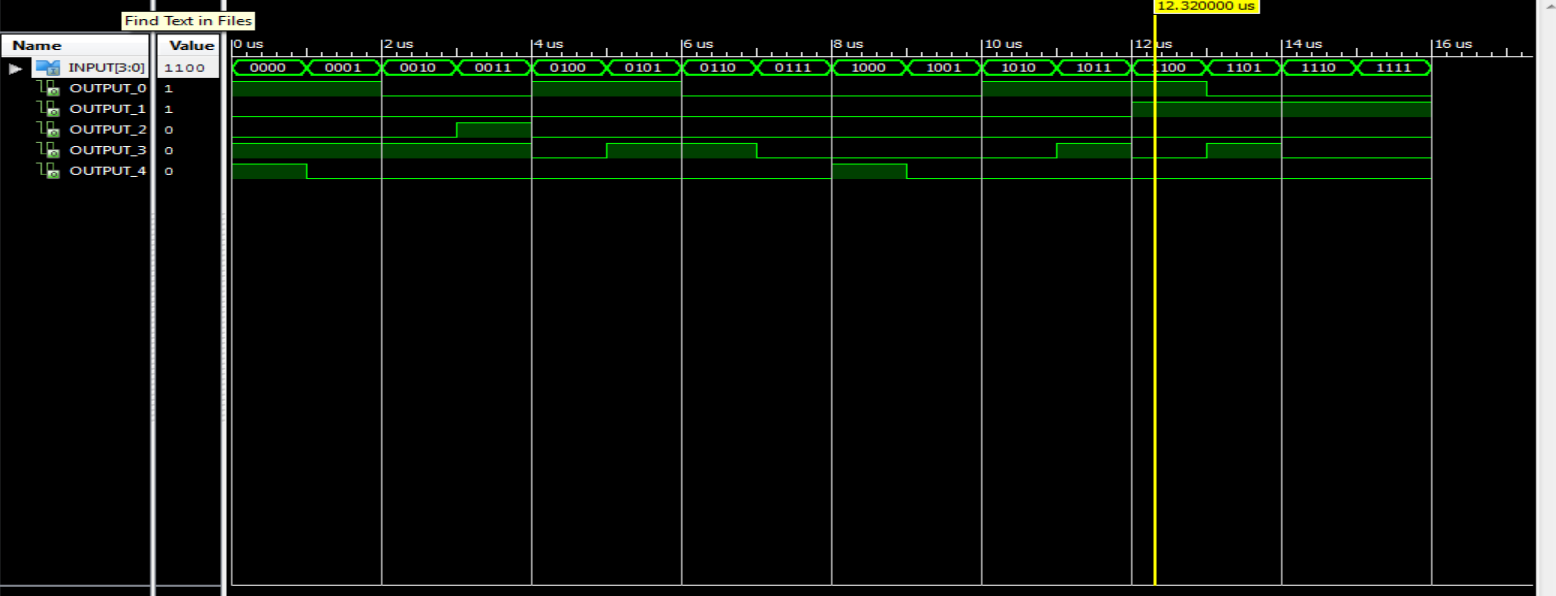 12.320000 us
Find Text in Files
Name Value 0 us 2 us 4 us 6 us 8 us 10 us 12 us 14 us 16 us
INPUT[3:0] 1100 0000 0001 0010 0011 0100 0101 0110 0111 1000 1001 1010 1011 1100 1101 1110 1111
OUTPUT_0 1
OUTPUT_1 1
OUTPUT_2 0
OUTPUT_3 0
OUTPUT_4 0